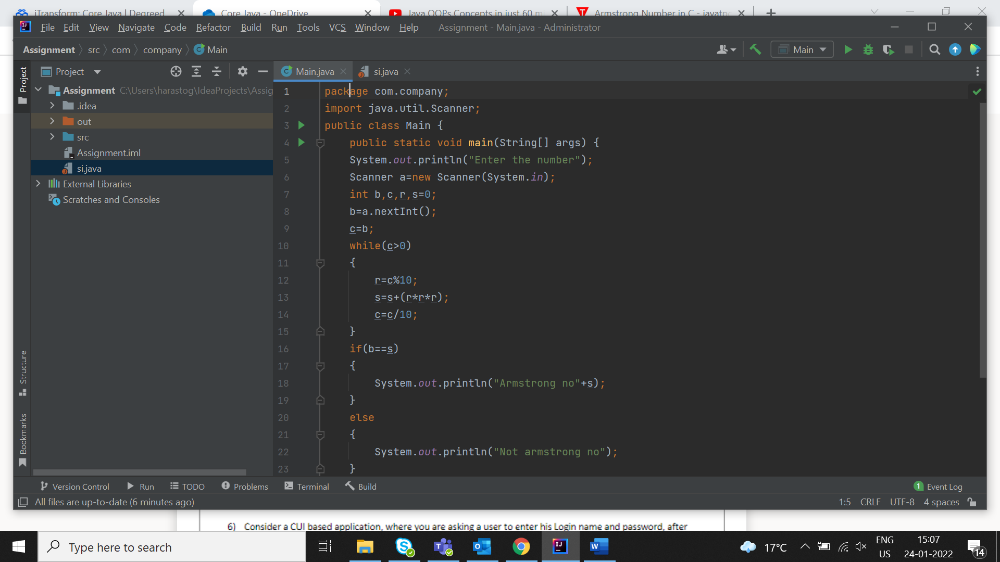 iTransform: Core Java | Degreed
Core Java - OneDrive
Java OOPs Concepts in just 60 mi
Armstrong Number in C - javatp
File Edit View Navigate Code Refactor Build Run Tools VCS Window Help Assignment - Main.java - Administrator
Assignment src com company Main
Main
Project
Project
Main.java
si.java
Assignment C:\Users\harastog\IdeaProjects\Assig
.idea
out
src
Assignment.iml
si.java
External Libraries
Scratches and Consoles
1 package com.company;
2 import java.util.Scanner;
3 public class Main {
4 public static void main(String[] args) {
5 System.out.println("Enter the number");
6 Scanner a=new Scanner(System.in);
7 int b,c,r,s=0;
8 b=a.nextInt();
9 c=b;
10 while(c>0)
11 {
12 r=c%10;
13 s=s+(r*r*r);
14 c=c/10;
15 }
16 if(b==s)
17 {
18 System.out.println("Armstrong no"+s);
19 }
20 else
21 {
22 System.out.println("Not armstrong no");
23 }
Structure
Bookmarks
Version Control Run TODO Problems Terminal Build
1 Event Log
All files are up-to-date (6 minutes ago)
1:5 CRLF UTF-8 4 spaces
6) Consider a CUI based application, where you are asking a user to enter his Login name and password, after
Type here to search
17°C
ENG
US
15:07
24-01-2022
14